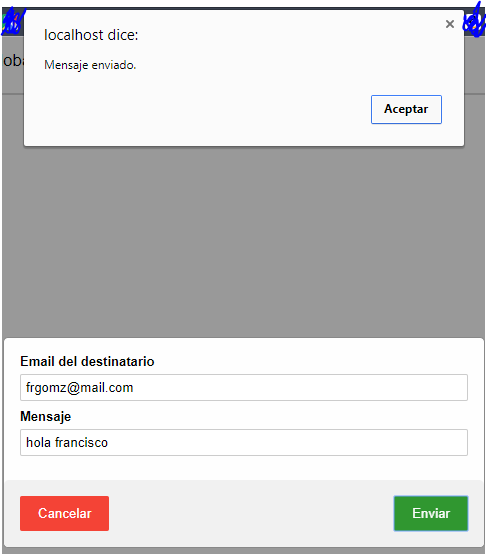 localhost dice:
Mensaje enviado.
Aceptar
Email del destinatario
frgomz@mail.com
Mensaje
hola francisco
Cancelar
Enviar